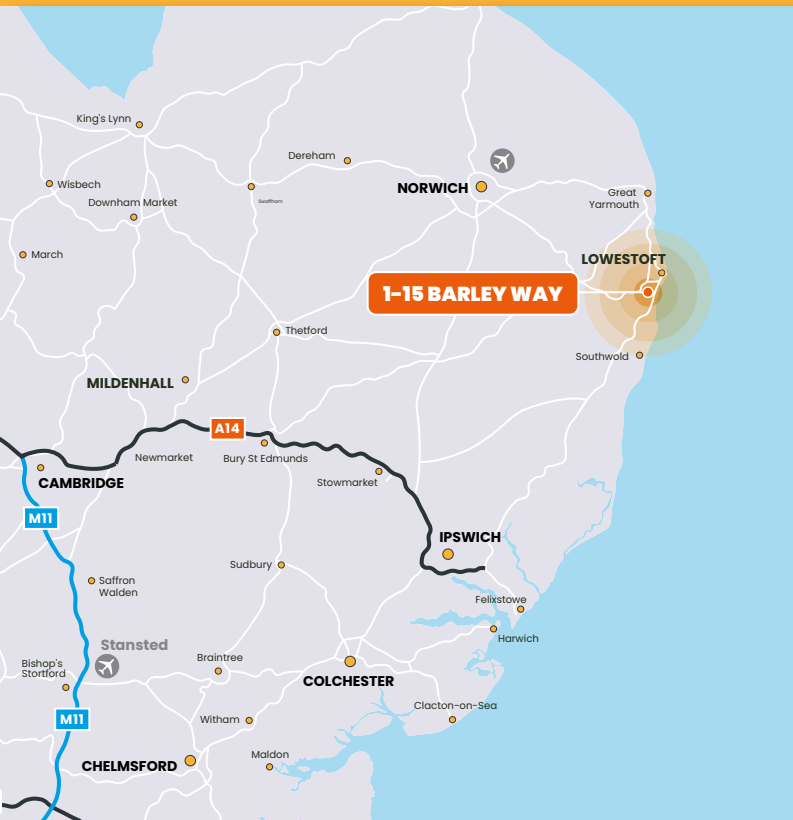 King's Lynn
Dereham
Wisbech
NORWICH
Swaffham
Great
Yarmouth
Downham Market
March
LOWESTOFT
1-15 BARLEY WAY
Thetford
Southwold
MILDENHALL
A14
Newmarket
Bury St Edmunds
Stowmarket
CAMBRIDGE
M11
IPSWICH
Sudbury
Saffron
Walden
Felixstowe
Harwich
Stansted
Bishop's
Stortford
Braintree
COLCHESTER
Clacton-on-Sea
M11
Witham
Maldon
CHELMSFORD